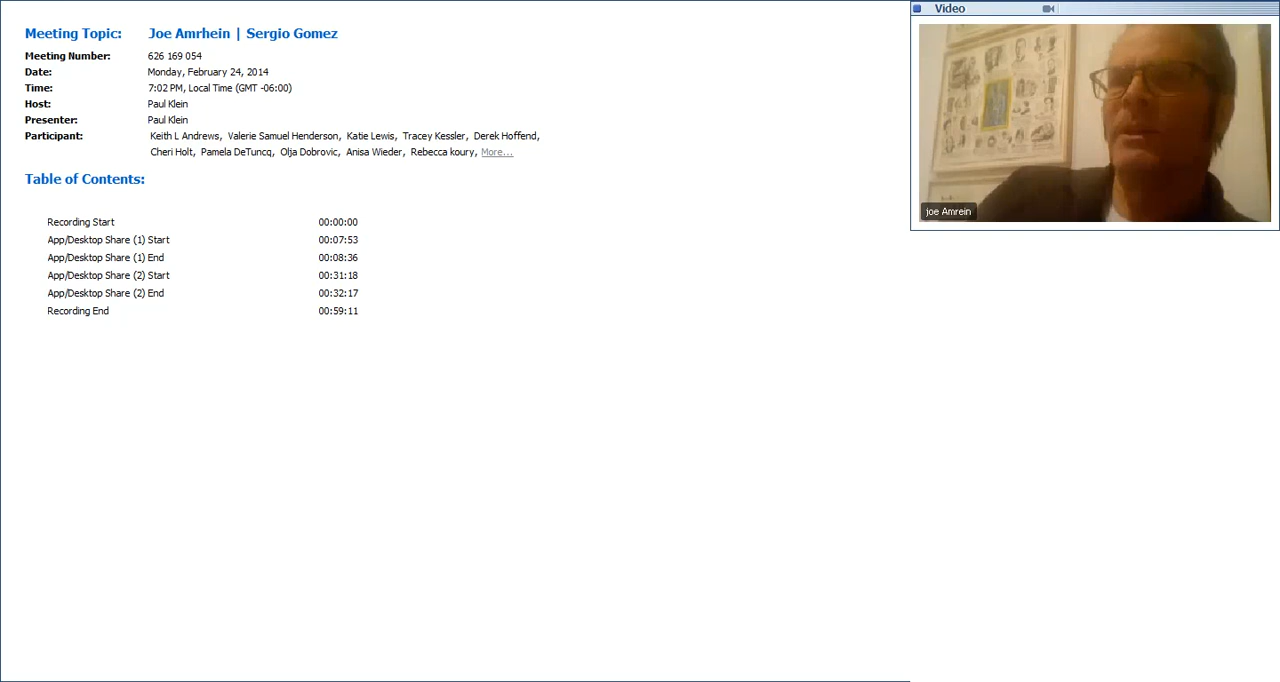 Meeting Topic: Joe Amrhein | Sergio Gomez
Meeting Number: 626 169 054
Date: Monday, February 24, 2014
Time: 7:02 PM, Local Time (GMT -06:00)
Host: Paul Klein
Presenter: Paul Klein
Participant: Keith L Andrews, Valerie Samuel Henderson, Katie Lewis, Tracey Kessler, Derek Hoffend,
Cheri Holt, Pamela DeTuncq, Olja Dobrovic, Anisa Wieder, Rebecca koury, More...
Table of Contents:
Recording Start 00:00:00
App/Desktop Share (1) Start 00:07:53
App/Desktop Share (1) End 00:08:36
App/Desktop Share (2) Start 00:31:18
App/Desktop Share (2) End 00:32:17
Recording End 00:59:11
Video
joe Amrein